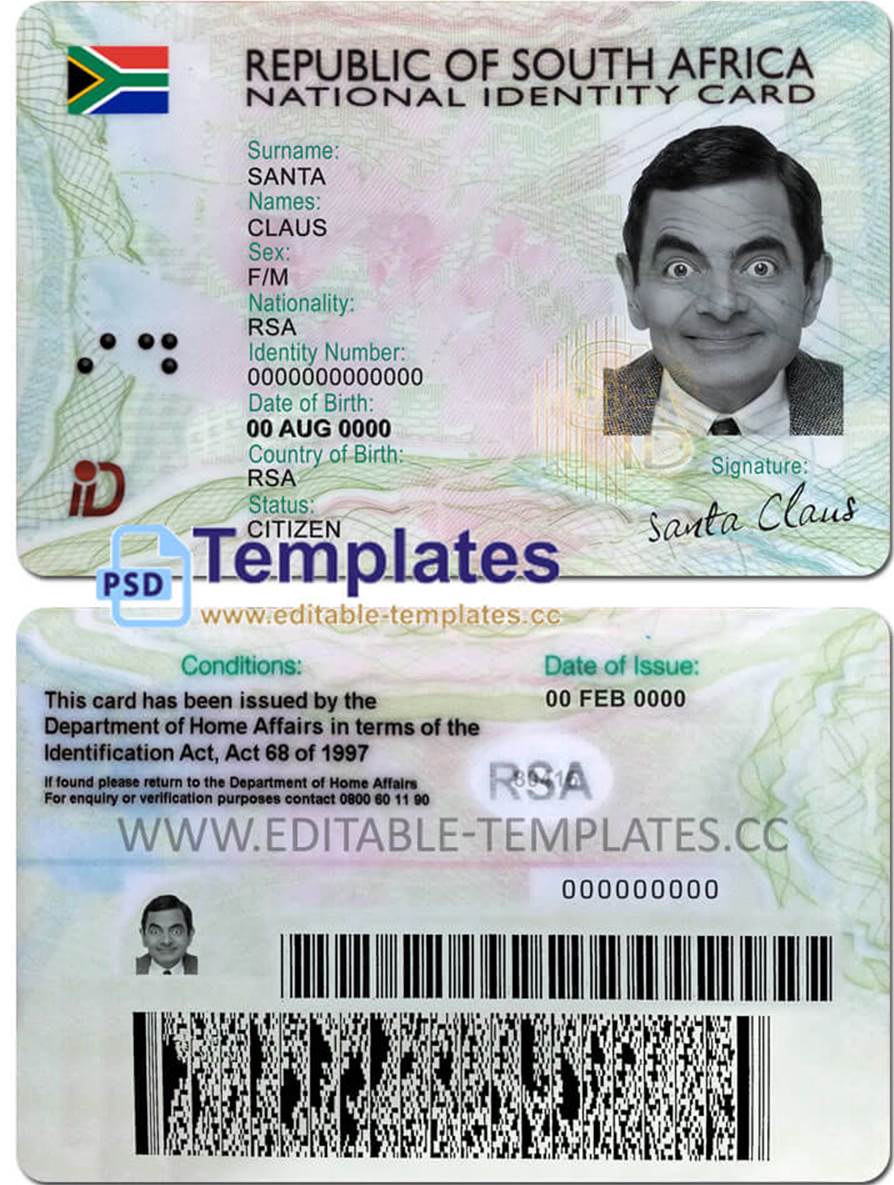 REPUBLIC OF SOUTH AFRICA
NATIONAL IDENTITY CARD
Surname:
SANTA
Names:
CLAUS
Sex:
F/M
Nationality:
RSA
Identity Number:
0000000000000
Date of Birth:
00 AUG 0000
Country of Birth:
RSA
Status:
CITIZEN
iD
iD
Signature:
Santa Claus
PSD Templates
www.editable-templates.cc
Conditions:
This card has been issued by the
Department of Home Affairs in terms of the
Identification Act, Act 68 of 1997
If found please return to the Department of Home Affairs
For enquiry or verification purposes contact 0800 60 11 90
Date of Issue:
00 FEB 0000
RSA
WWW.EDITABLE-TEMPLATES.CC
000000000